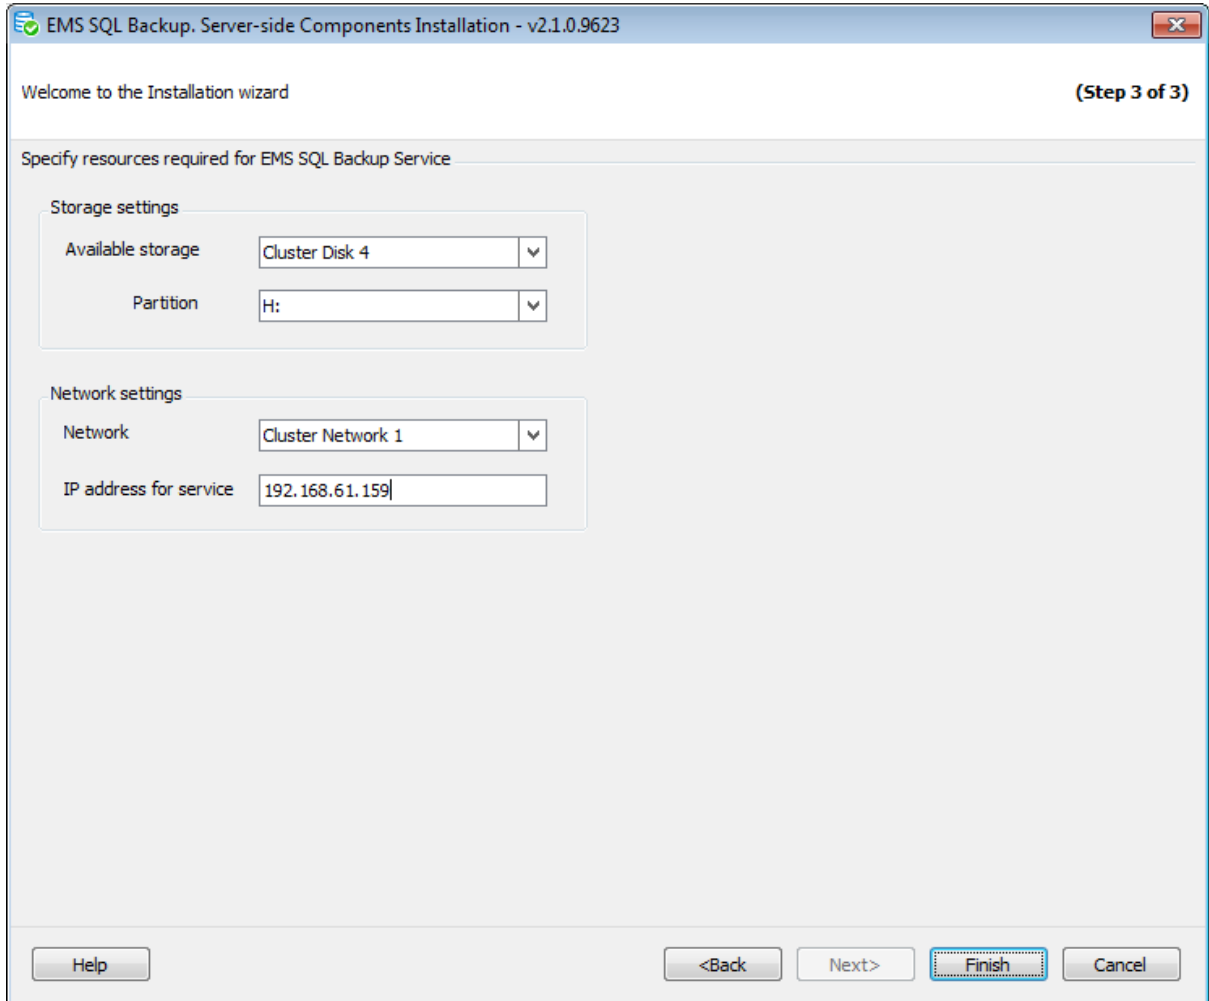 EMS SQL Backup. Server-side Components Installation - v2.1.0.9623
Welcome to the Installation wizard (Step 3 of 3)
Specify resources required for EMS SQL Backup Service
Storage settings
Available storage Cluster Disk 4
Partition H:
Network settings
Network Cluster Network 1
IP address for service 192.168.61.159
Help <Back Next> Finish Cancel